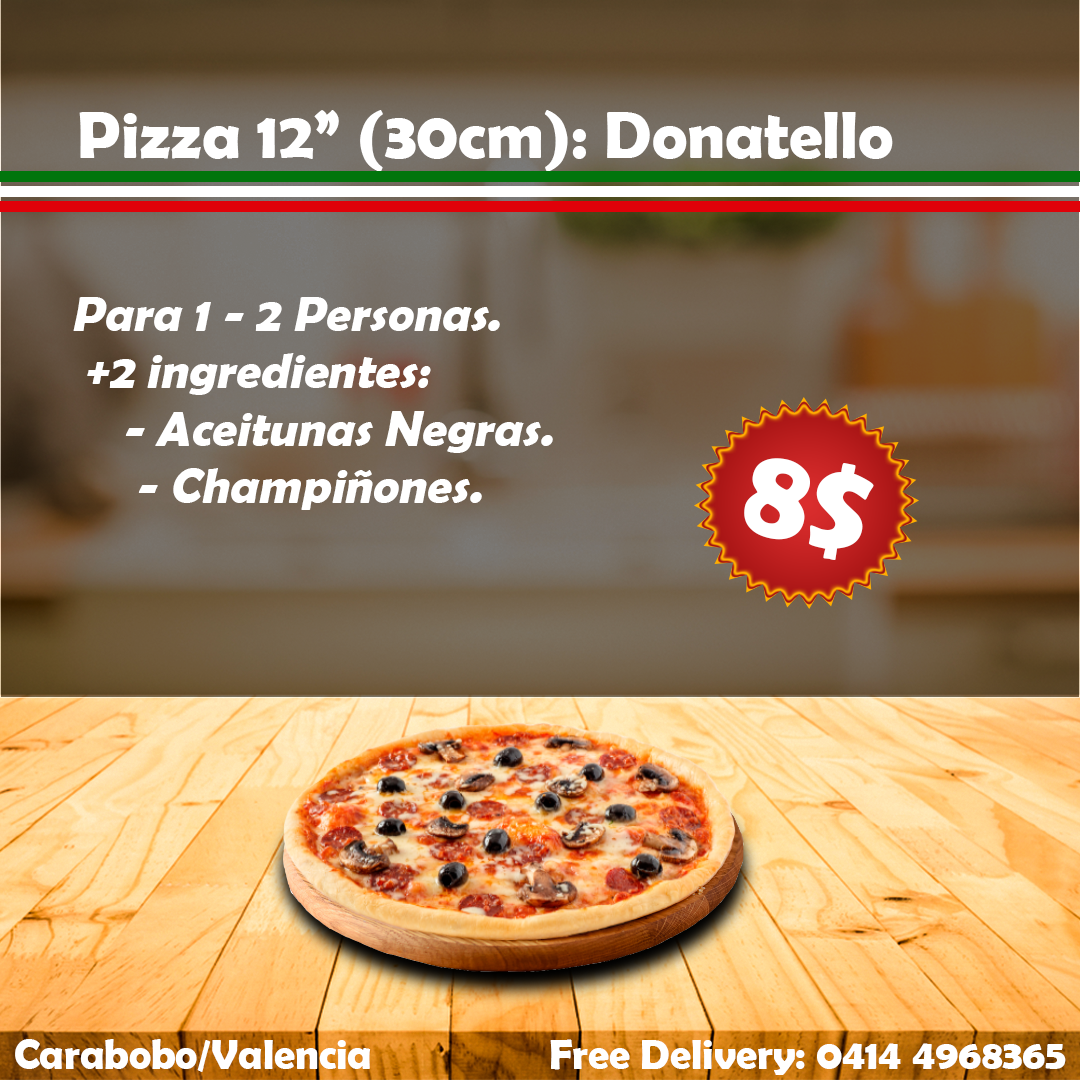 Pizza 12” (30cm): Donatello
Para 1 - 2 Personas.
+2 ingredientes:
- Aceitunas Negras.
- Champiñones.
8$
Carabobo/Valencia
Free Delivery: 0414 4968365